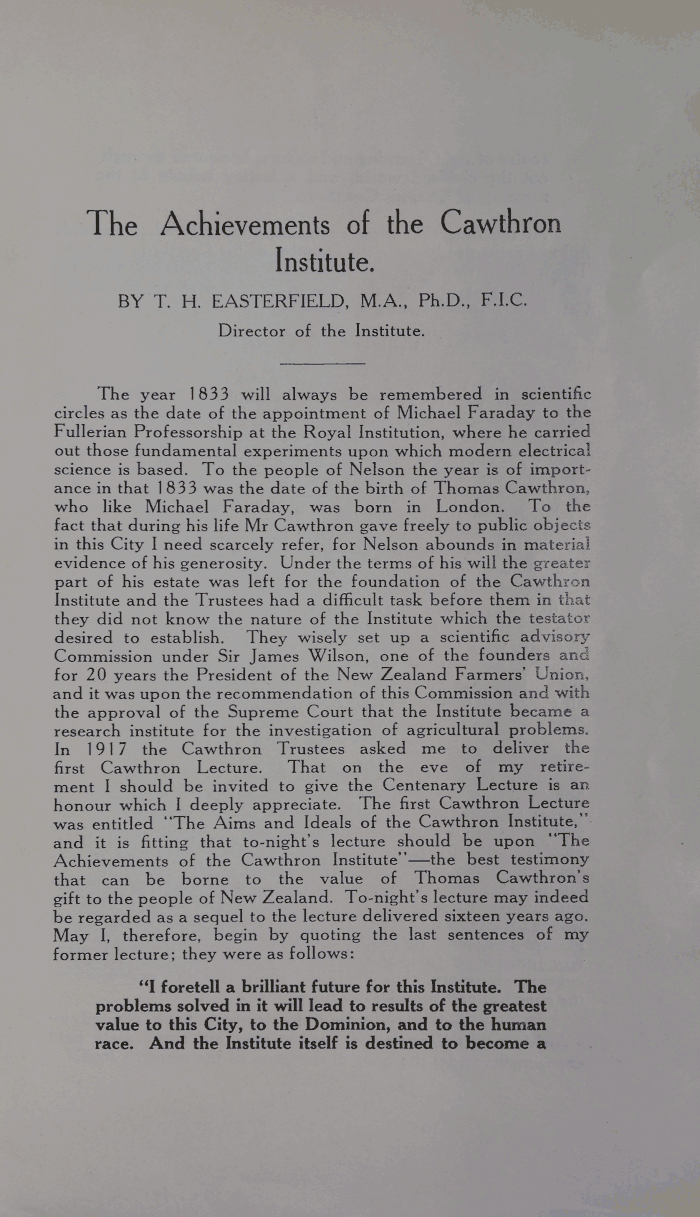 The Achievements of the Cawthron
Institute.
BY T. H. EASTERFIELD, M.A., Ph.D., F.I.C.
Director of the Institute.
The year 1833 will always be remembered in scientific
circles as the date of the appointment of Michael Faraday to the
Fullerian Professorship at the Royal Institution, where he carried
out those fundamental experiments upon which modern electrical
science is based. To the people of Nelson the year is of import-
ance in that 1833 was the date of the birth of Thomas Cawthron,
who like Michael Faraday, was born in London. To the
fact that during his life Mr Cawthron gave freely to public objects
in this City I need scarcely refer, for Nelson abounds in material
evidence of his generosity. Under the terms of his will the greater
part of his estate was left for the foundation of the Cawthron
Institute and the Trustees had a difficult task before them in that
they did not know the nature of the Institute which the testator
desired to establish. They wisely set up a scientific advisory
Commission under Sir James Wilson, one of the founders and
for 20 years the President of the New Zealand Farmers' Union,
and it was upon the recommendation of this Commission and with
the approval of the Supreme Court that the Institute became a
research institute for the investigation of agricultural problems.
In 1917 the Cawthron Trustees asked me to deliver the
first Cawthron Lecture. That on the eve of my retire-
ment I should be invited to give the Centenary Lecture is an
honour which I deeply appreciate. The first Cawthron Lecture
was entitled "The Aims and Ideals of the Cawthron Institute,"
and it is fitting that to-night's lecture should be upon "The
Achievements of the Cawthron Institute"—the best testimony
that can be borne to the value of Thomas Cawthron's
gift to the people of New Zealand. To-night's lecture may indeed
be regarded as a sequel to the lecture delivered sixteen years ago.
May I, therefore, begin by quoting the last sentences of my
former lecture; they were as follows:
"I foretell a brilliant future for this Institute. The
problems solved in it will lead to results of the greatest
value to this City, to the Dominion, and to the human
race. And the Institute itself is destined to become a